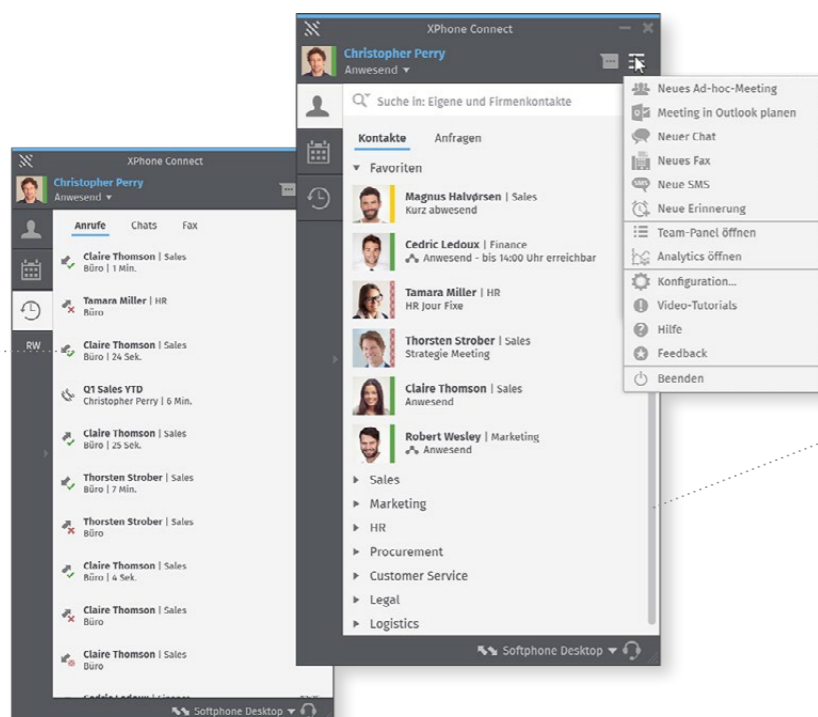 XPhone Connect
Christopher Perry
Anwesend
Anrufe Chats Fax
Claire Thomson | Sales
Büro | 1 Min.
Tamara Miller | HR
Büro
Claire Thomson | Sales
Büro | 24 Sek.
Q1 Sales YTD
Christopher Perry | 6 Min.
Claire Thomson | Sales
Büro | 25 Sek.
Thorsten Strober | Sales
Büro | 7 Min.
Thorsten Strober | Sales
Büro
Claire Thomson | Sales
Büro | 4 Sek.
Claire Thomson | Sales
Büro
Claire Thomson | Sales
Büro
Cedric Ledoux | Finance
RW
Softphone Desktop
XPhone Connect
Christopher Perry
Anwesend
Suche in: Eigene und Firmenkontakte
Kontakte Anfragen
Favoriten
Magnus Halvørsen | Sales
Kurz abwesend
Cedric Ledoux | Finance
Anwesend - bis 14:00 Uhr erreichbar
Tamara Miller | HR
HR Jour Fixe
Thorsten Strober | Sales
Strategie Meeting
Claire Thomson | Sales
Anwesend
Robert Wesley | Marketing
Anwesend
Sales
Marketing
HR
Procurement
Customer Service
Legal
Logistics
Softphone Desktop
Neues Ad-hoc-Meeting
Meeting in Outlook planen
Neuer Chat
Neues Fax
SMS Neue SMS
Neue Erinnerung
Team-Panel öffnen
Analytics öffnen
Konfiguration...
Video-Tutorials
Hilfe
Feedback
Beenden